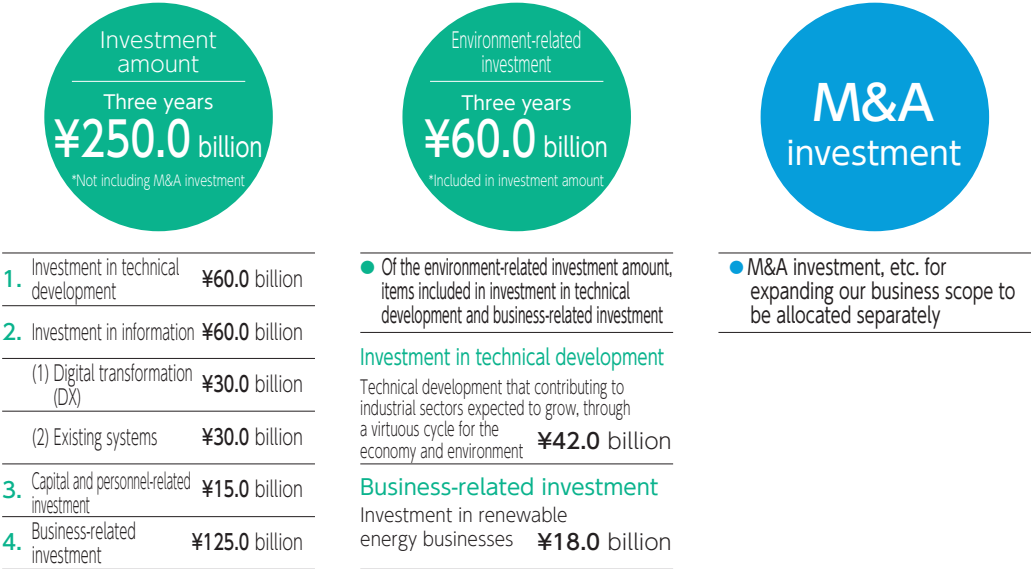 Investment
amount
Three years
¥250.0 billion
*Not including M&A investment
1. Investment in technical
development ¥60.0 billion
2. Investment in information ¥60.0 billion
(1) Digital transformation
(DX) ¥30.0 billion
(2) Existing systems ¥30.0 billion
3. Capital and personnel-related
investment ¥15.0 billion
4. Business-related
investment ¥125.0 billion
Environment-related
investment
Three years
¥60.0 billion
*Included in investment amount
● Of the environment-related investment amount,
items included in investment in technical
development and business-related investment
Investment in technical development
Technical development that contributing to
industrial sectors expected to grow, through
a virtuous cycle for the
economy and environment ¥42.0 billion
Business-related investment
Investment in renewable
energy businesses ¥18.0 billion
M&A
investment
● M&A investment, etc. for
expanding our business scope to
be allocated separately